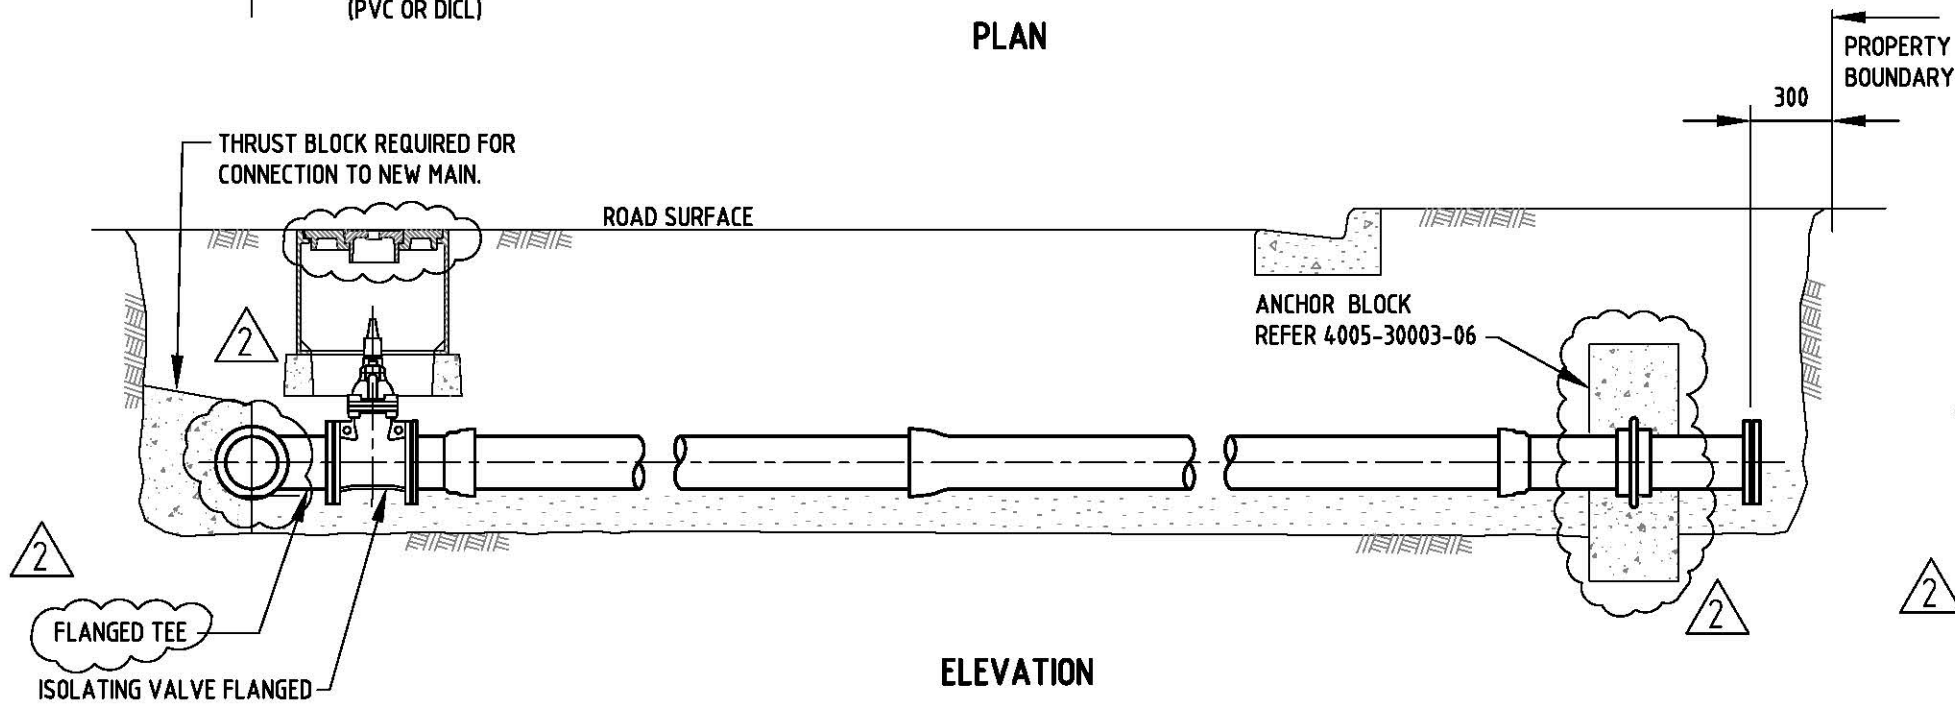 (PVC OR DICL)
PLAN
PROPERTY
BOUNDARY
300
THRUST BLOCK REQUIRED FOR
CONNECTION TO NEW MAIN.
ROAD SURFACE
ANCHOR BLOCK
REFER 4005-30003-06
2
2
2
2
FLANGED TEE
ISOLATING VALVE FLANGED
ELEVATION